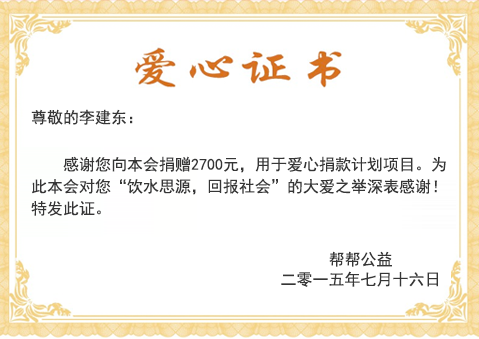 爱心证书
尊敬的李建东：
感谢您向本会捐赠2700元，用于爱心捐款计划项目。为
此本会对您“饮水思源，回报社会”的大爱之举深表感谢！
特发此证。
帮帮公益
二零一五年七月十六日